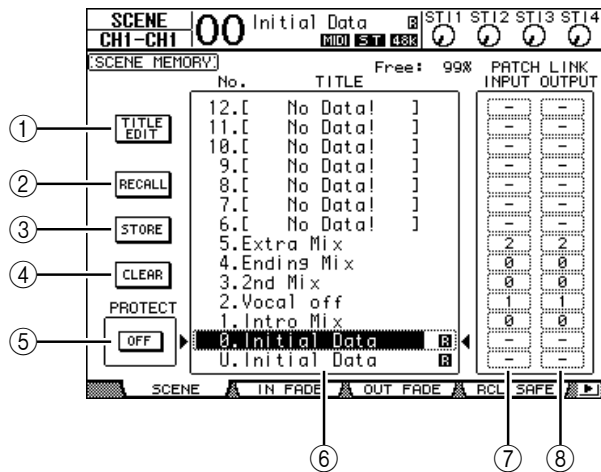 SCENE
CH1-CH1
00 Initial Data R
MIDI ST 48K
ST11 ST12 ST13 ST14
SCENE MEMORY
Free: 99%
PATCH LINK
No. TITLE INPUT OUTPUT
12.[ No Data! ] - -
11.[ No Data! ] - -
10.[ No Data! ] - -
9.[ No Data! ] - -
8.[ No Data! ] - -
7.[ No Data! ] - -
6.[ No Data! ] - -
5.Extra Mix 2 2
4.Ending Mix 0 0
3.2nd Mix 0 0
2.Vocal off 1 1
1.Intro Mix 0 0
0.Initial Data R - -
U.Initial Data R - -
① TITLE EDIT
② RECALL
③ STORE
④ CLEAR
PROTECT
⑤ OFF
SCENE IN FADE OUT FADE RCL SAFE
⑥ ⑦ ⑧